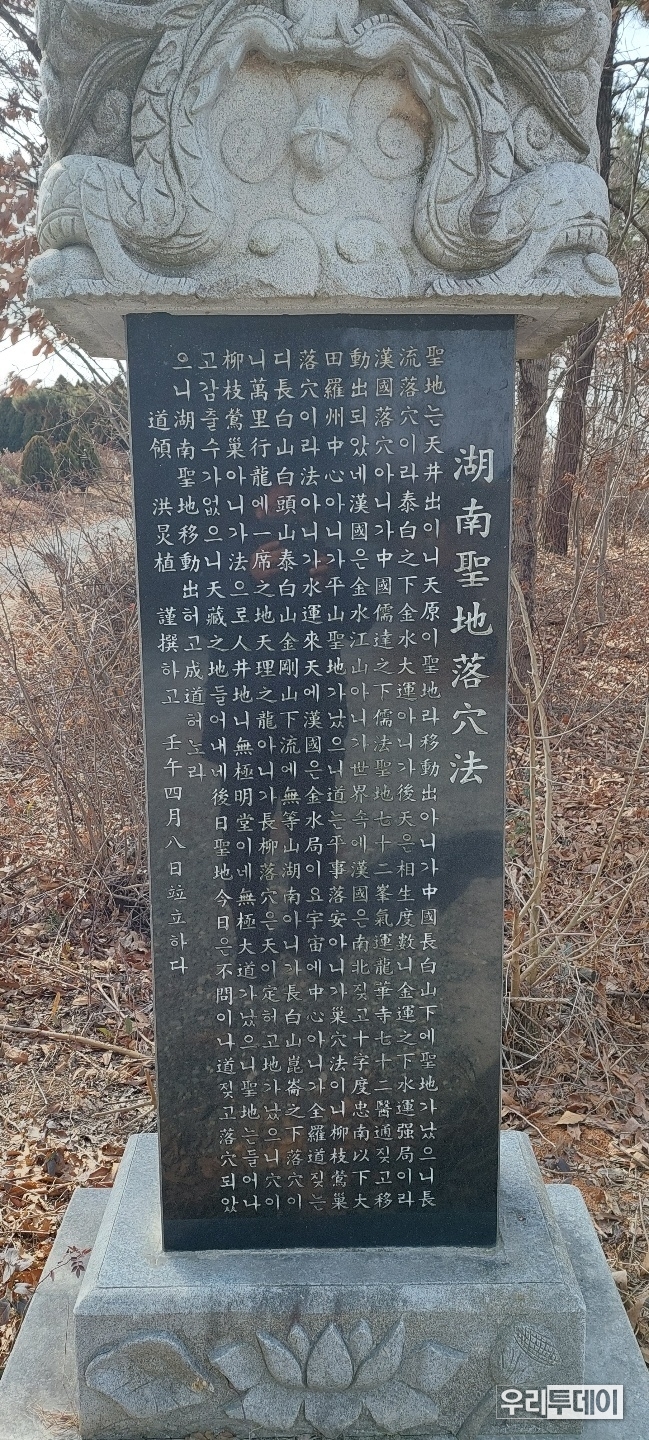 湖南聖地落穴法
聖地는天井出이니天原이聖地라移動出아니가中國長白山下에聖地가났으니長
流落穴이라泰白之下金水大運아니가後天은相生度數니金運之下水運强局이라
漢國落穴아니가中國儒達之下儒法聖地七十二峯氣運龍華寺七十二醫通짖고移
動出되았네漢國은金水江山아니가世界속에漢國은南北짖고十字度忠南以下大
田羅州中心아니가平山聖地가났으니道는平事落安아니가巢穴法이니柳枝鶯巢
落穴이라法아니가水運來天에漢國은金水局이요宇宙에中心아니가全羅道짖는
디長白山白頭山泰白山金剛山下流에無等山湖南아니가長白山崑崙之下落穴이
니萬里行龍에一席之地天理之龍아니가長柳落穴은天이定허고地가났으니穴이
柳枝鶯巢아니가法으로人井地니無極明堂이네無極大道가났으니聖地는들어나
고감출수가없으니天藏之地들어내네後日聖地今日은不問이나道짖고落穴되았
으니湖南聖地移動出허고成道허노라
道領 洪炅植 謹撰하고 壬午四月八日竝立하다
우리투데이